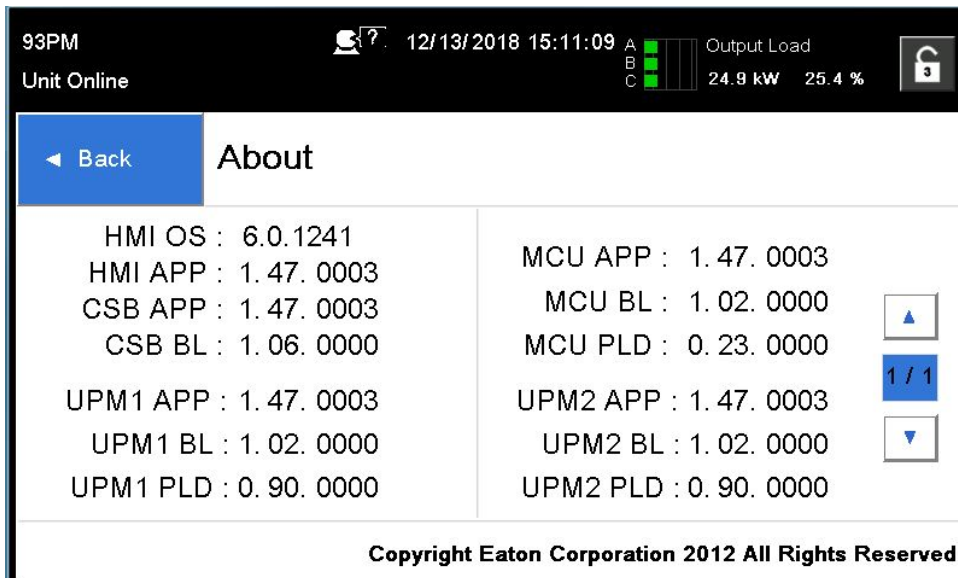 93PM ? 12/13/2018 15:11:09 A B C Output Load
Unit Online 24.9 kW 25.4 % 3
◄ Back About
HMI OS : 6.0.1241
HMI APP : 1. 47. 0003
CSB APP : 1. 47. 0003
CSB BL : 1. 06. 0000
UPM1 APP : 1. 47. 0003
UPM1 BL : 1. 02. 0000
UPM1 PLD : 0. 90. 0000
MCU APP : 1. 47. 0003
MCU BL : 1. 02. 0000
MCU PLD : 0. 23. 0000
UPM2 APP : 1. 47. 0003
UPM2 BL : 1. 02. 0000
UPM2 PLD : 0. 90. 0000
▲
1 / 1
▼
Copyright Eaton Corporation 2012 All Rights Reserved